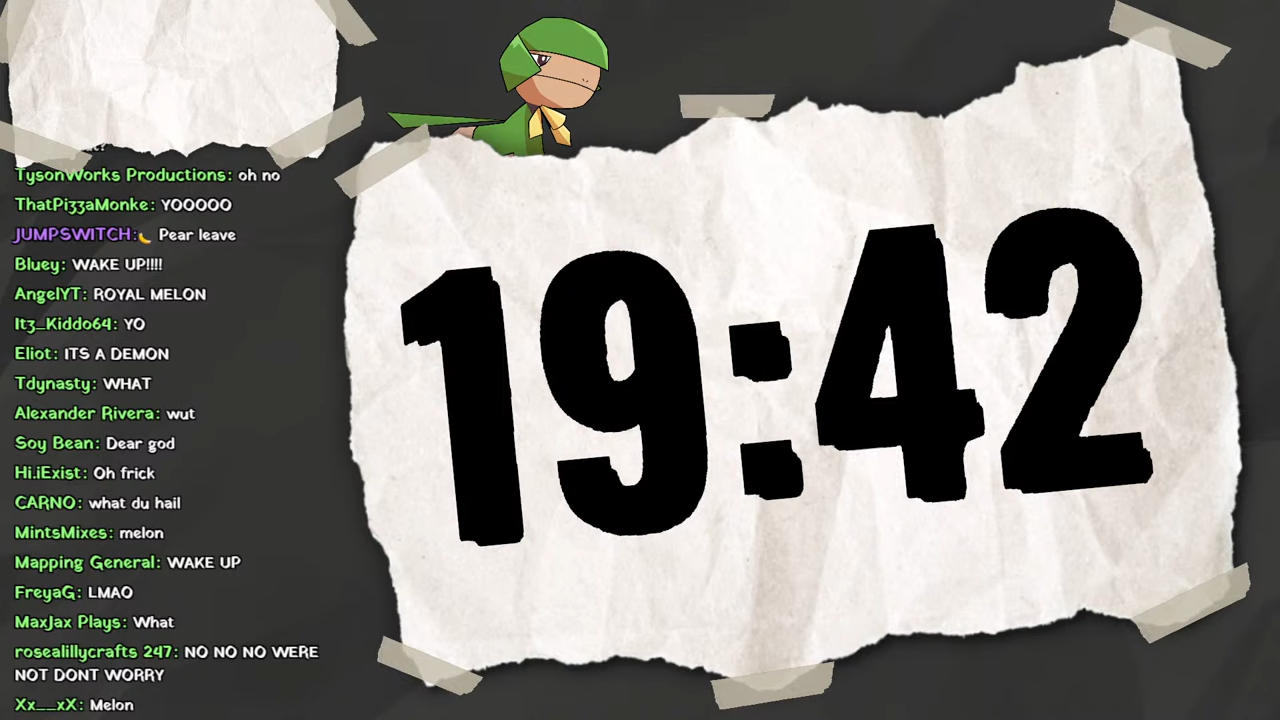 TysonWorks Productions: oh no
ThatPizzaMonke: YOOOOO
JUMPSWITCH: Pear leave
Bluey: WAKE UP!!!!
AngelYT: ROYAL MELON
Itz_Kiddo64: YO
Eliot: ITS A DEMON
Tdynasty: WHAT
Alexander Rivera: wut
Soy Bean: Dear god
Hi.iExist: Oh frick
CARNO: what du hail
MintsMixes: melon
Mapping General: WAKE UP
FreyaG: LMAO
MaxJax Plays: What
rosealillycrafts 247: NO NO NO WERE
NOT DONT WORRY
Xx__xX: Melon
19:42